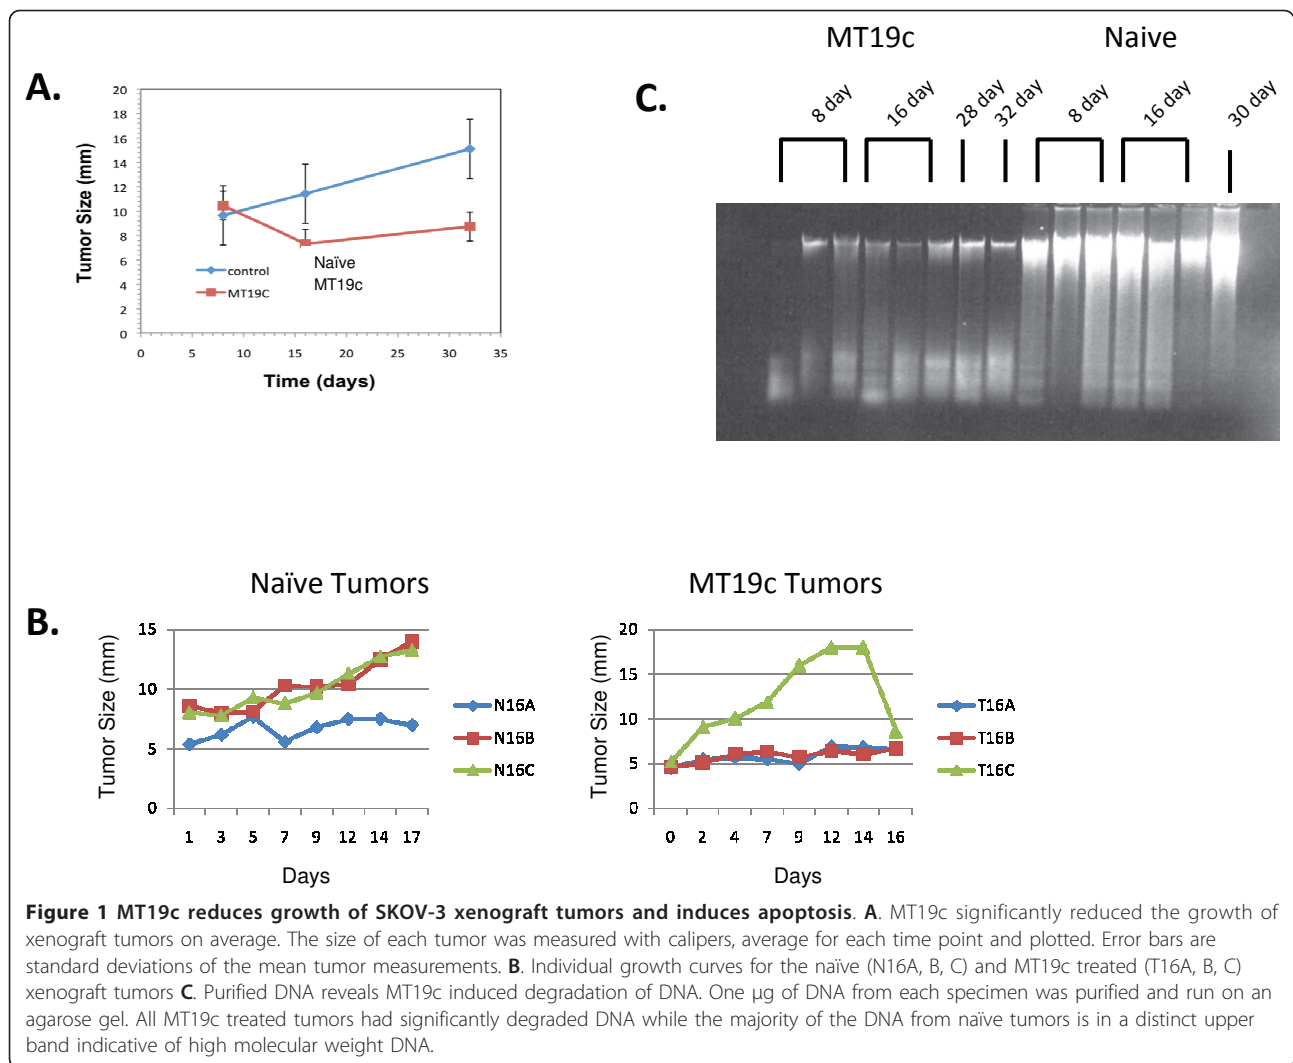 MT19c Naive
A.
20
18
16
14
12
10
8
6
4
2
0
Tumor Size (mm)
control
MT19C
Naïve
MT19c
0 5 10 15 20 25 30 35
Time (days)
C.
8 day 16 day 28 day 32 day 8 day 16 day 30 day
B.
Naïve Tumors
Tumor Size (mm)
15
10
5
0
1 3 5 7 9 12 14 17
Days
N16A
N16B
N16C
MT19c Tumors
Tumor Size (mm)
20
15
10
5
0
0 2 4 7 9 12 14 16
Days
T16A
T16B
T16C
Figure 1 MT19c reduces growth of SKOV-3 xenograft tumors and induces apoptosis. A. MT19c significantly reduced the growth of
xenograft tumors on average. The size of each tumor was measured with calipers, average for each time point and plotted. Error bars are
standard deviations of the mean tumor measurements. B. Individual growth curves for the naïve (N16A, B, C) and MT19c treated (T16A, B, C)
xenograft tumors C. Purified DNA reveals MT19c induced degradation of DNA. One μg of DNA from each specimen was purified and run on an
agarose gel. All MT19c treated tumors had significantly degraded DNA while the majority of the DNA from naïve tumors is in a distinct upper
band indicative of high molecular weight DNA.